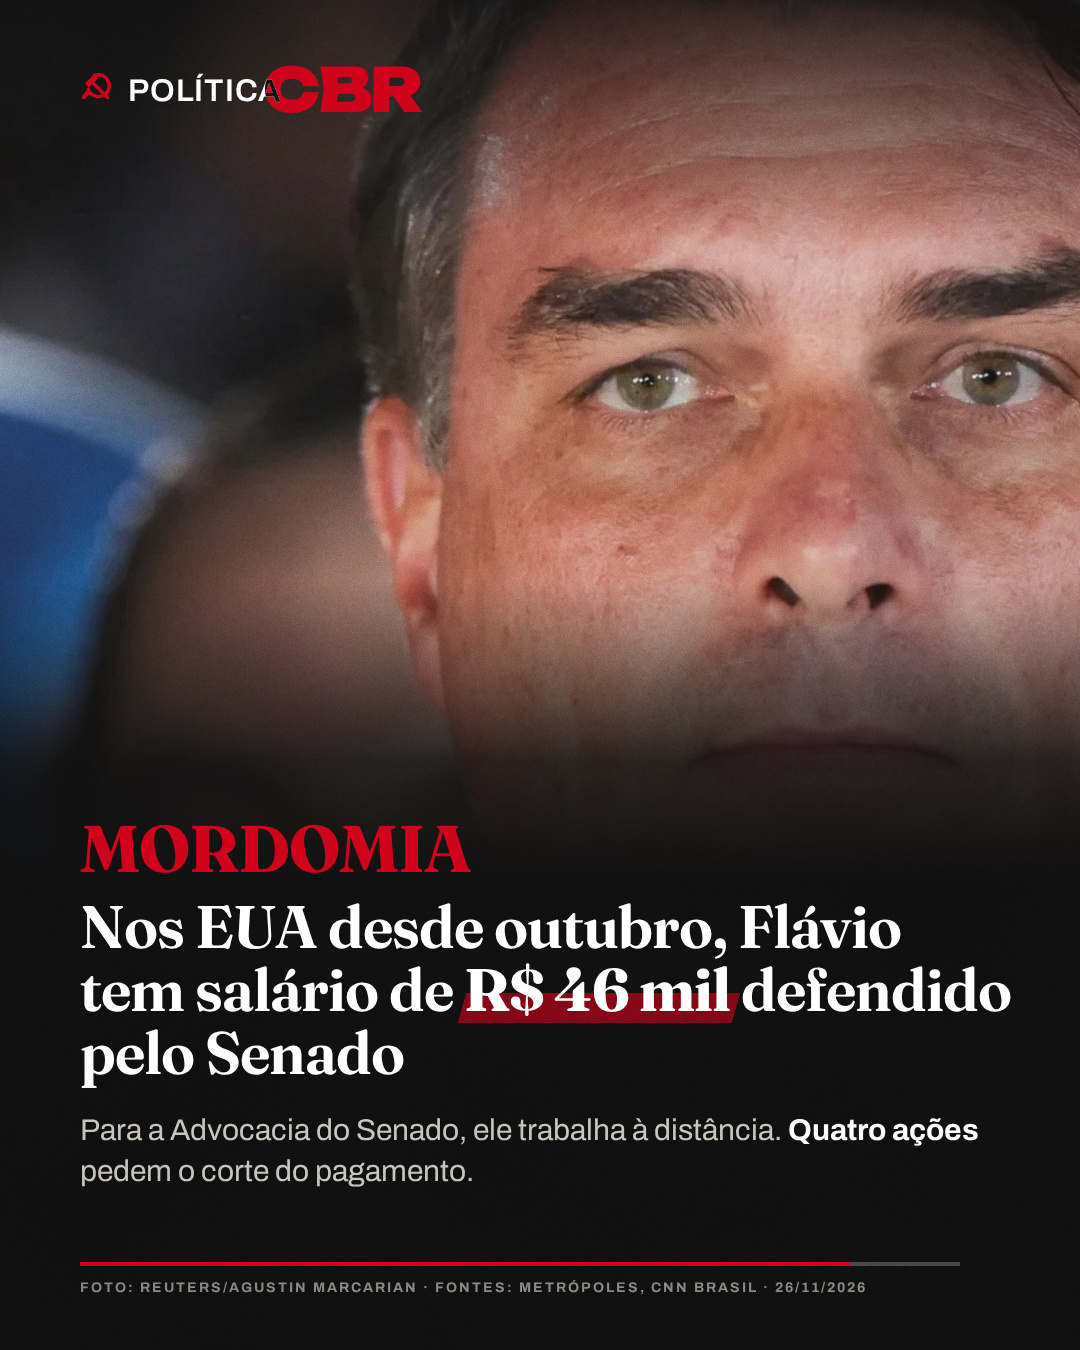 POLÍTICA CBR
MORDOMIA
Nos EUA desde outubro, Flávio
tem salário de R$ 46 mil defendido
pelo Senado
Para a Advocacia do Senado, ele trabalha à distância. Quatro ações
pedem o corte do pagamento.
FOTO: REUTERS/AGUSTIN MARCARIAN · FONTES: METRÓPOLES, CNN BRASIL · 26/11/2026